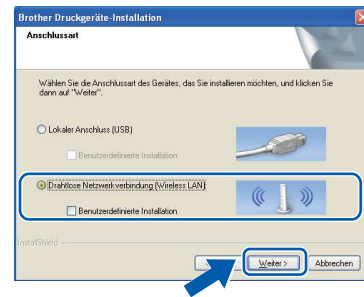 Brother Druckgeräte-Installation
Anschlussart
Wählen Sie die Anschlussart des Gerätes, das Sie installieren möchten, und klicken Sie
dann auf "Weiter".
Lokaler Anschluss (USB)
Benutzerdefinierte Installation
Drahtlose Netzwerkverbindung (Wireless LAN)
Benutzerdefinierte Installation
InstallShield
Weiter >
Abbrechen